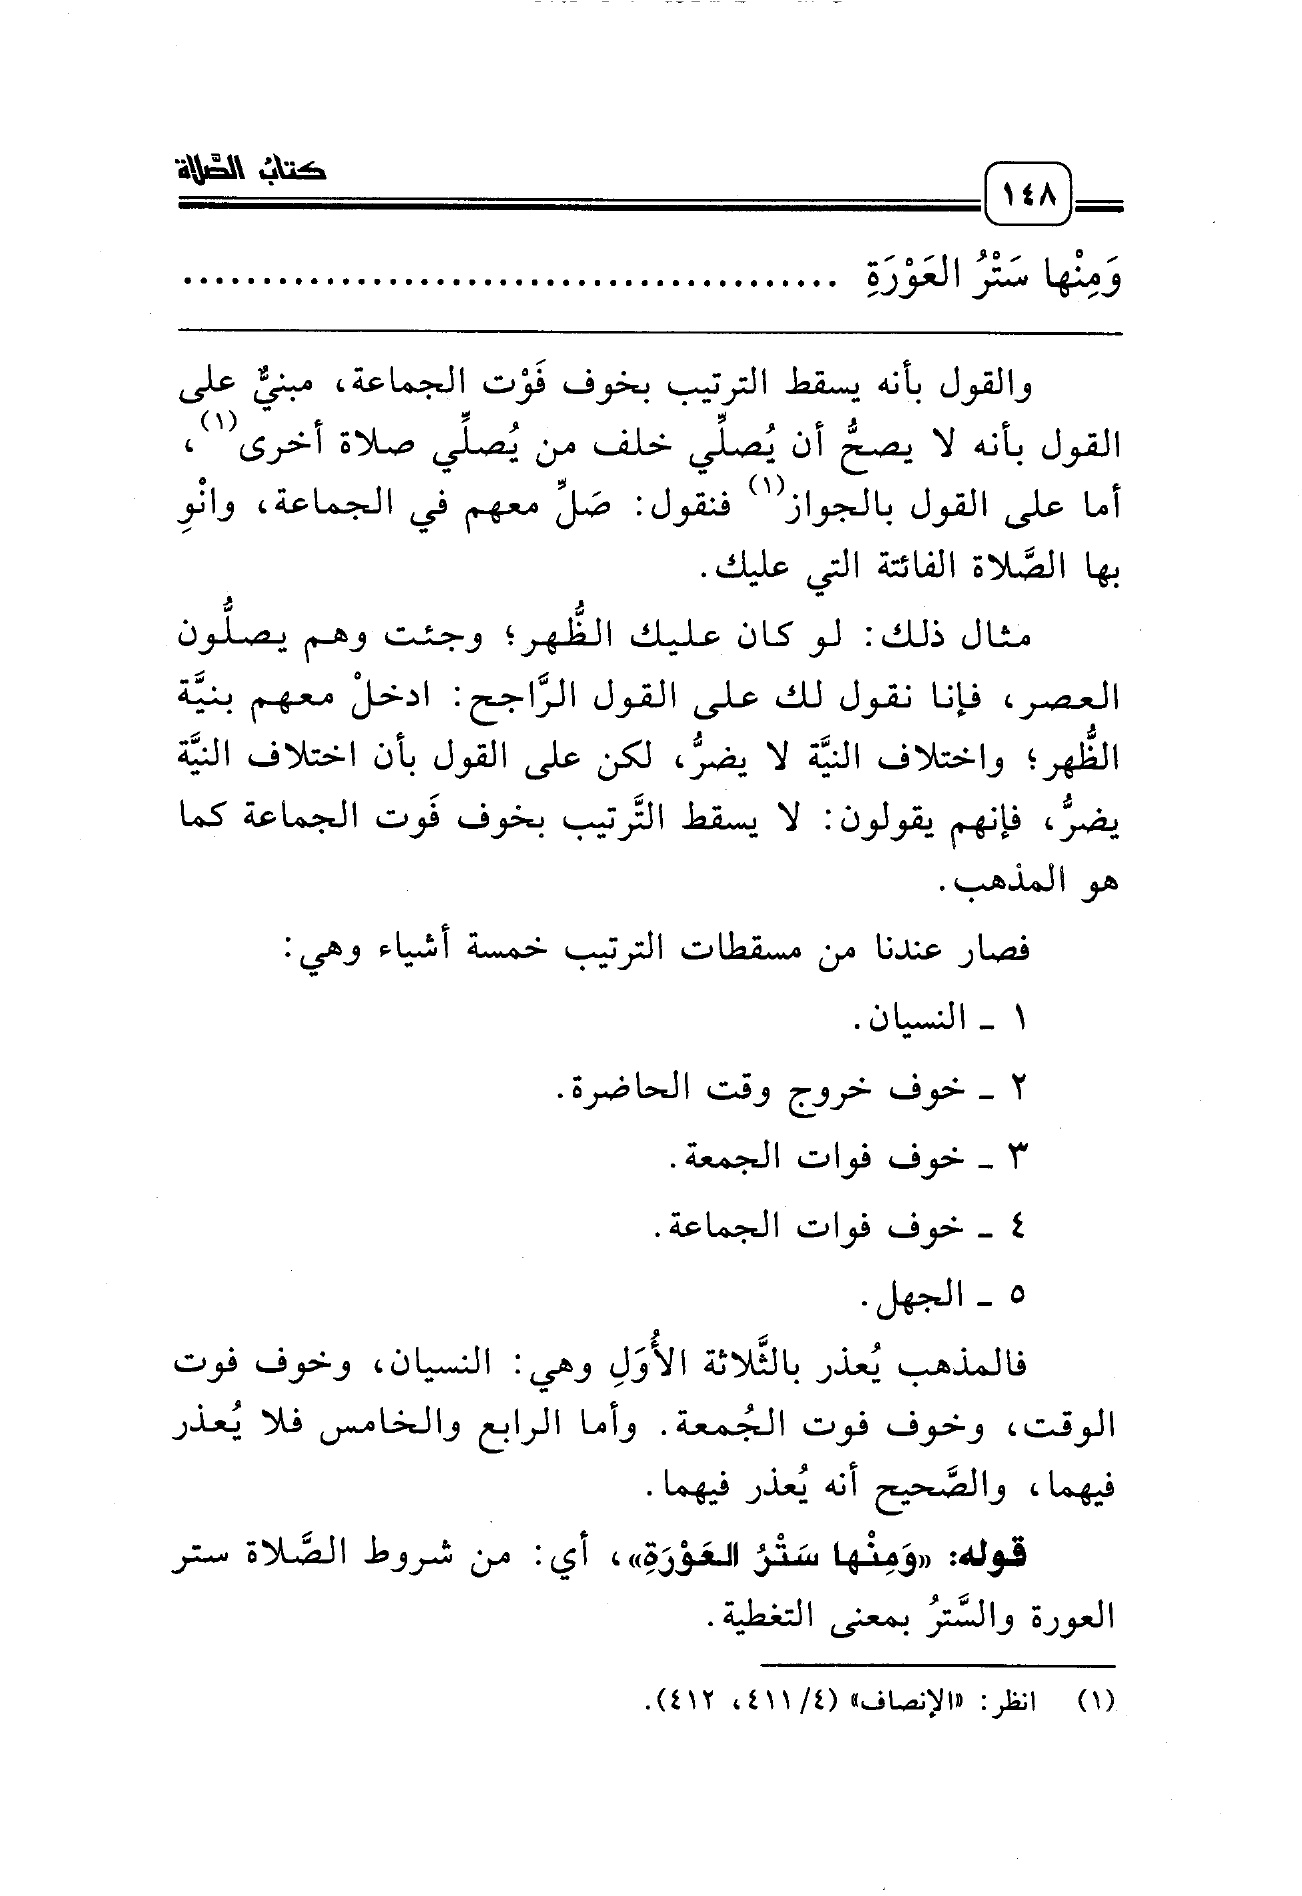 كتاب الصّلاة
١٤٨
وَمِنْها سَتْرُ العَوْرَةِ .........................................
والقول بأنه يسقط الترتيب بخوف فَوْت الجماعة، مبنيٌّ على
القول بأنه لا يصحُّ أن يُصلِّي خلف من يُصلِّي صلاة أخرى(١)،
أما على القول بالجواز(١) فنقول: صَلِّ معهم في الجماعة، وانْوِ
بها الصَّلاة الفائتة التي عليك.
مثال ذلك: لو كان عليك الظُّهر؛ وجئت وهم يصلُّون
العصر، فإنا نقول لك على القول الرَّاجح: ادخلْ معهم بنيَّة
الظُّهر؛ واختلاف النيَّة لا يضرُّ، لكن على القول بأن اختلاف النيَّة
يضرُّ، فإنهم يقولون: لا يسقط التَّرتيب بخوف فَوت الجماعة كما
هو المذهب.
فصار عندنا من مسقطات الترتيب خمسة أشياء وهي:
١ ـ النسيان.
٢ ـ خوف خروج وقت الحاضرة.
٣ ـ خوف فوات الجمعة.
٤ ـ خوف فوات الجماعة.
٥ ـ الجهل.
فالمذهب يُعذر بالثَّلاثة الأُوَلِ وهي: النسيان، وخوف فوت
الوقت، وخوف فوت الجُمعة. وأما الرابع والخامس فلا يُعذر
فيهما، والصَّحيح أنه يُعذر فيهما.
قوله: «وَمِنْها سَتْرُ العَوْرَةِ»، أي: من شروط الصَّلاة ستر
العورة والسَّترُ بمعنى التغطية.
(١) انظر: «الإنصاف» (٤/٤١١، ٤١٢).